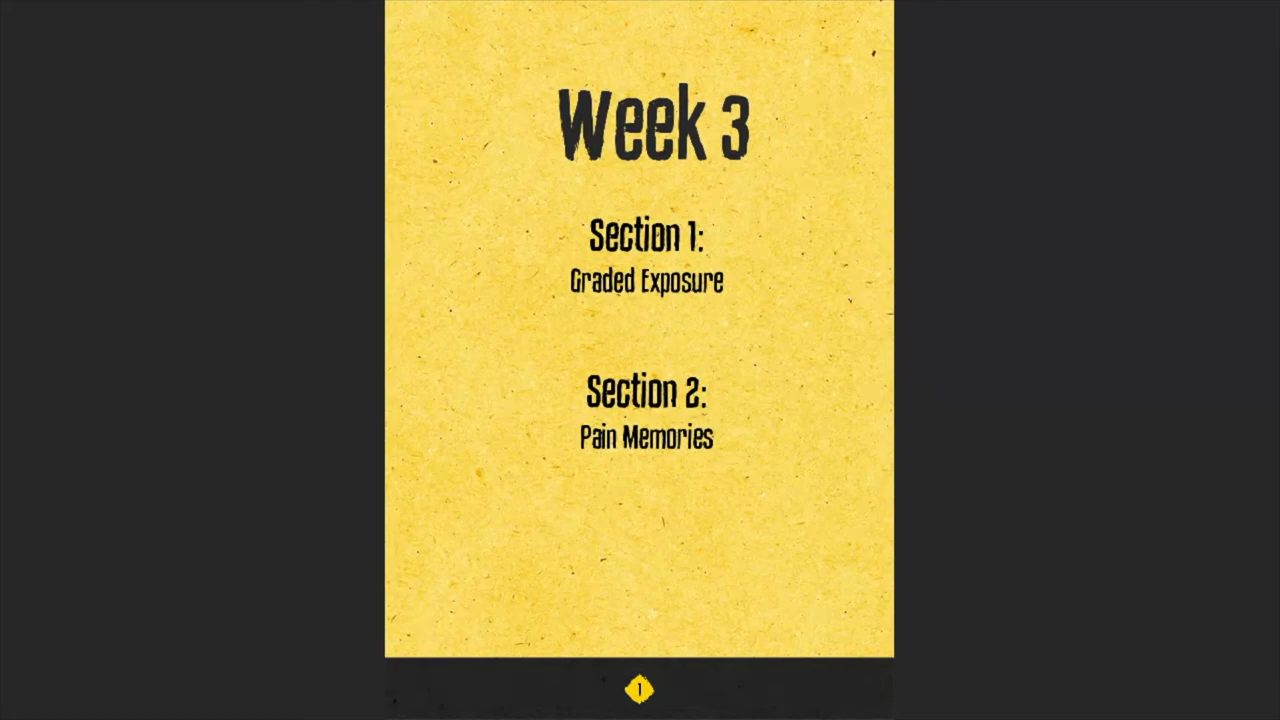 Week 3
Section 1:
Graded Exposure
Section 2:
Pain Memories
1